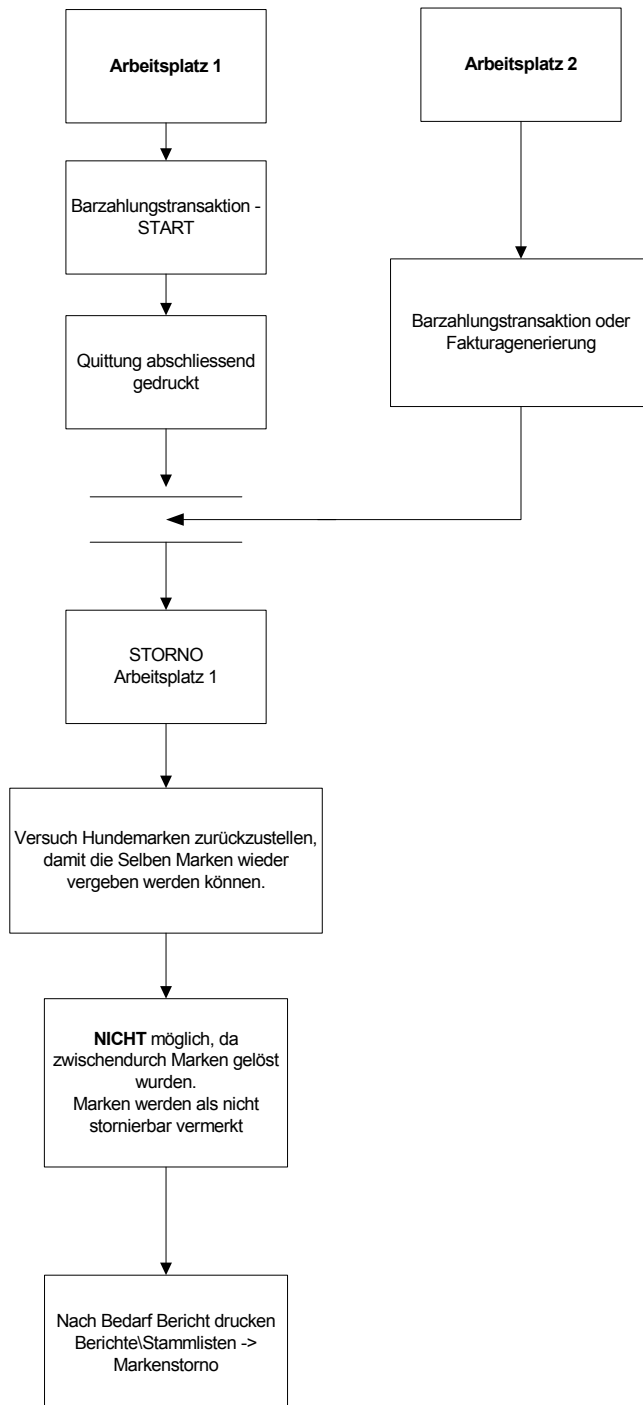 Arbeitsplatz 1
Arbeitsplatz 2
Barzahlungstransaktion -
START
Quittung abschliessend
gedruckt
Barzahlungstransaktion oder
Fakturagenerierung
STORNO
Arbeitsplatz 1
Versuch Hundemarken zurückzustellen,
damit die Selben Marken wieder
vergeben werden können.
NICHT möglich, da
zwischendurch Marken gelöst
wurden.
Marken werden als nicht
stornierbar vermerkt
Nach Bedarf Bericht drucken
Berichte\Stammlisten ->
Markenstorno